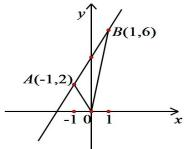 y
B(1,6)
A(-1,2)
-1 0 1 x